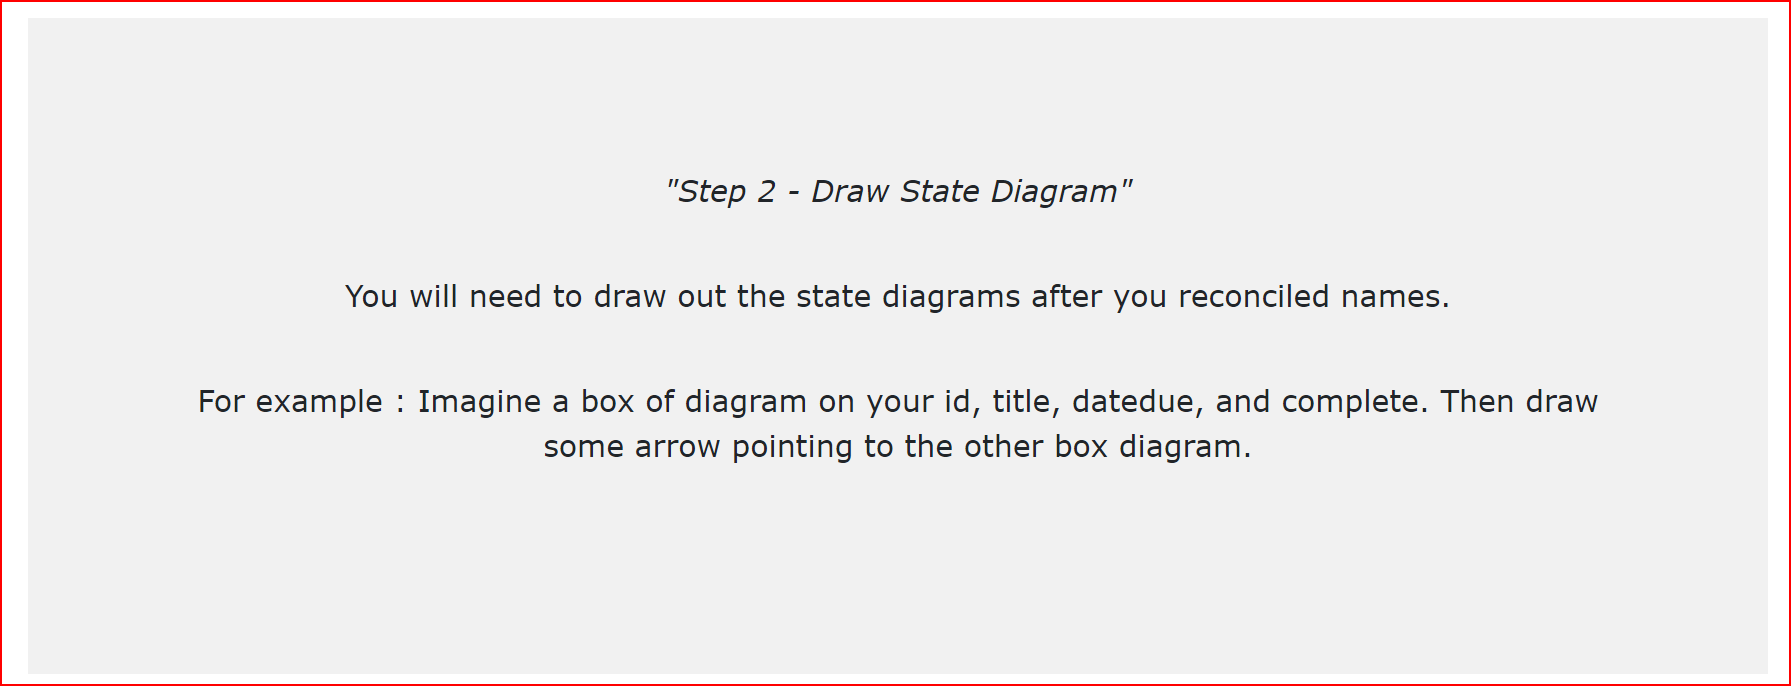 "Step 2 - Draw State Diagram"
You will need to draw out the state diagrams after you reconciled names.
For example : Imagine a box of diagram on your id, title, datedue, and complete. Then draw
some arrow pointing to the other box diagram.